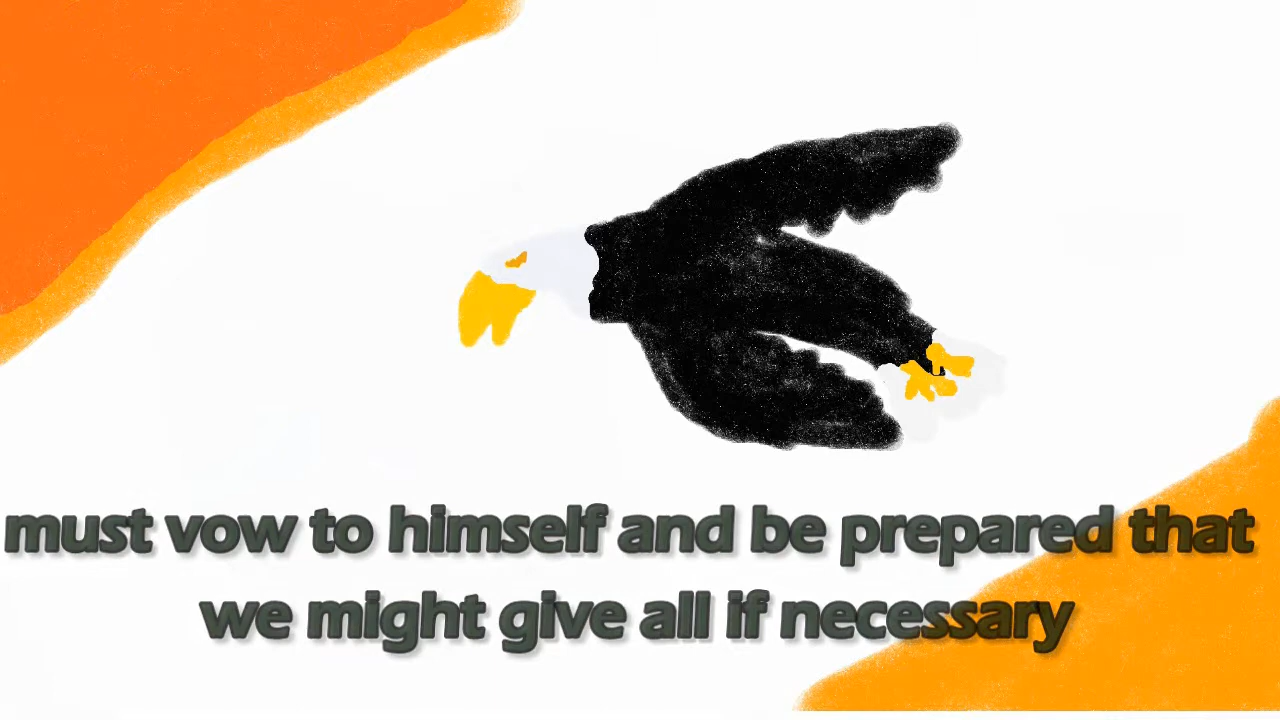 must vow to himself and be prepared that
we might give all if necessary